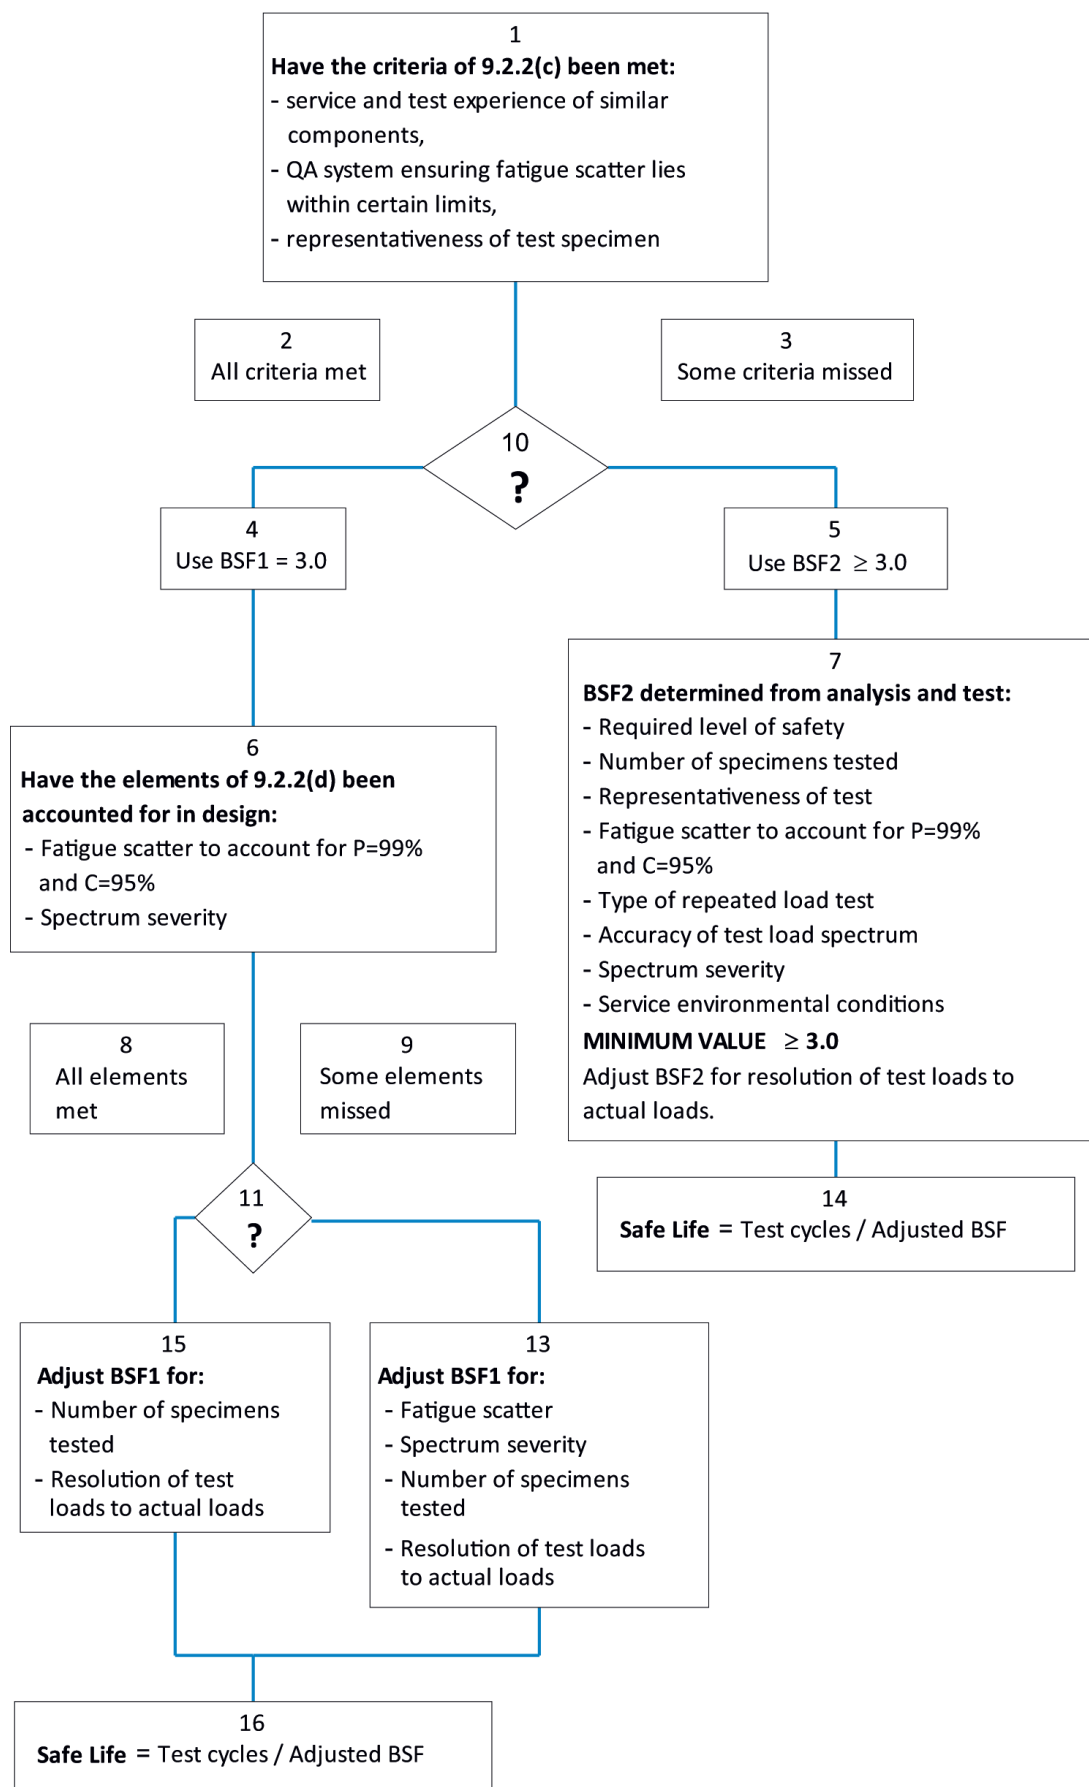 1
Have the criteria of 9.2.2(c) been met:
- service and test experience of similar
components,
- QA system ensuring fatigue scatter lies
within certain limits,
- representativeness of test specimen
2
All criteria met
3
Some criteria missed
10
?
4
Use BSF1 = 3.0
5
Use BSF2 ≥ 3.0
6
Have the elements of 9.2.2(d) been
accounted for in design:
- Fatigue scatter to account for P=99%
and C=95%
- Spectrum severity
7
BSF2 determined from analysis and test:
- Required level of safety
- Number of specimens tested
- Representativeness of test
- Fatigue scatter to account for P=99%
and C=95%
- Type of repeated load test
- Accuracy of test load spectrum
- Spectrum severity
- Service environmental conditions
MINIMUM VALUE ≥ 3.0
Adjust BSF2 for resolution of test loads to
actual loads.
8
All elements
met
9
Some elements
missed
11
?
14
Safe Life = Test cycles / Adjusted BSF
15
Adjust BSF1 for:
- Number of specimens
tested
- Resolution of test
loads to actual loads
13
Adjust BSF1 for:
- Fatigue scatter
- Spectrum severity
- Number of specimens
tested
- Resolution of test loads
to actual loads
16
Safe Life = Test cycles / Adjusted BSF